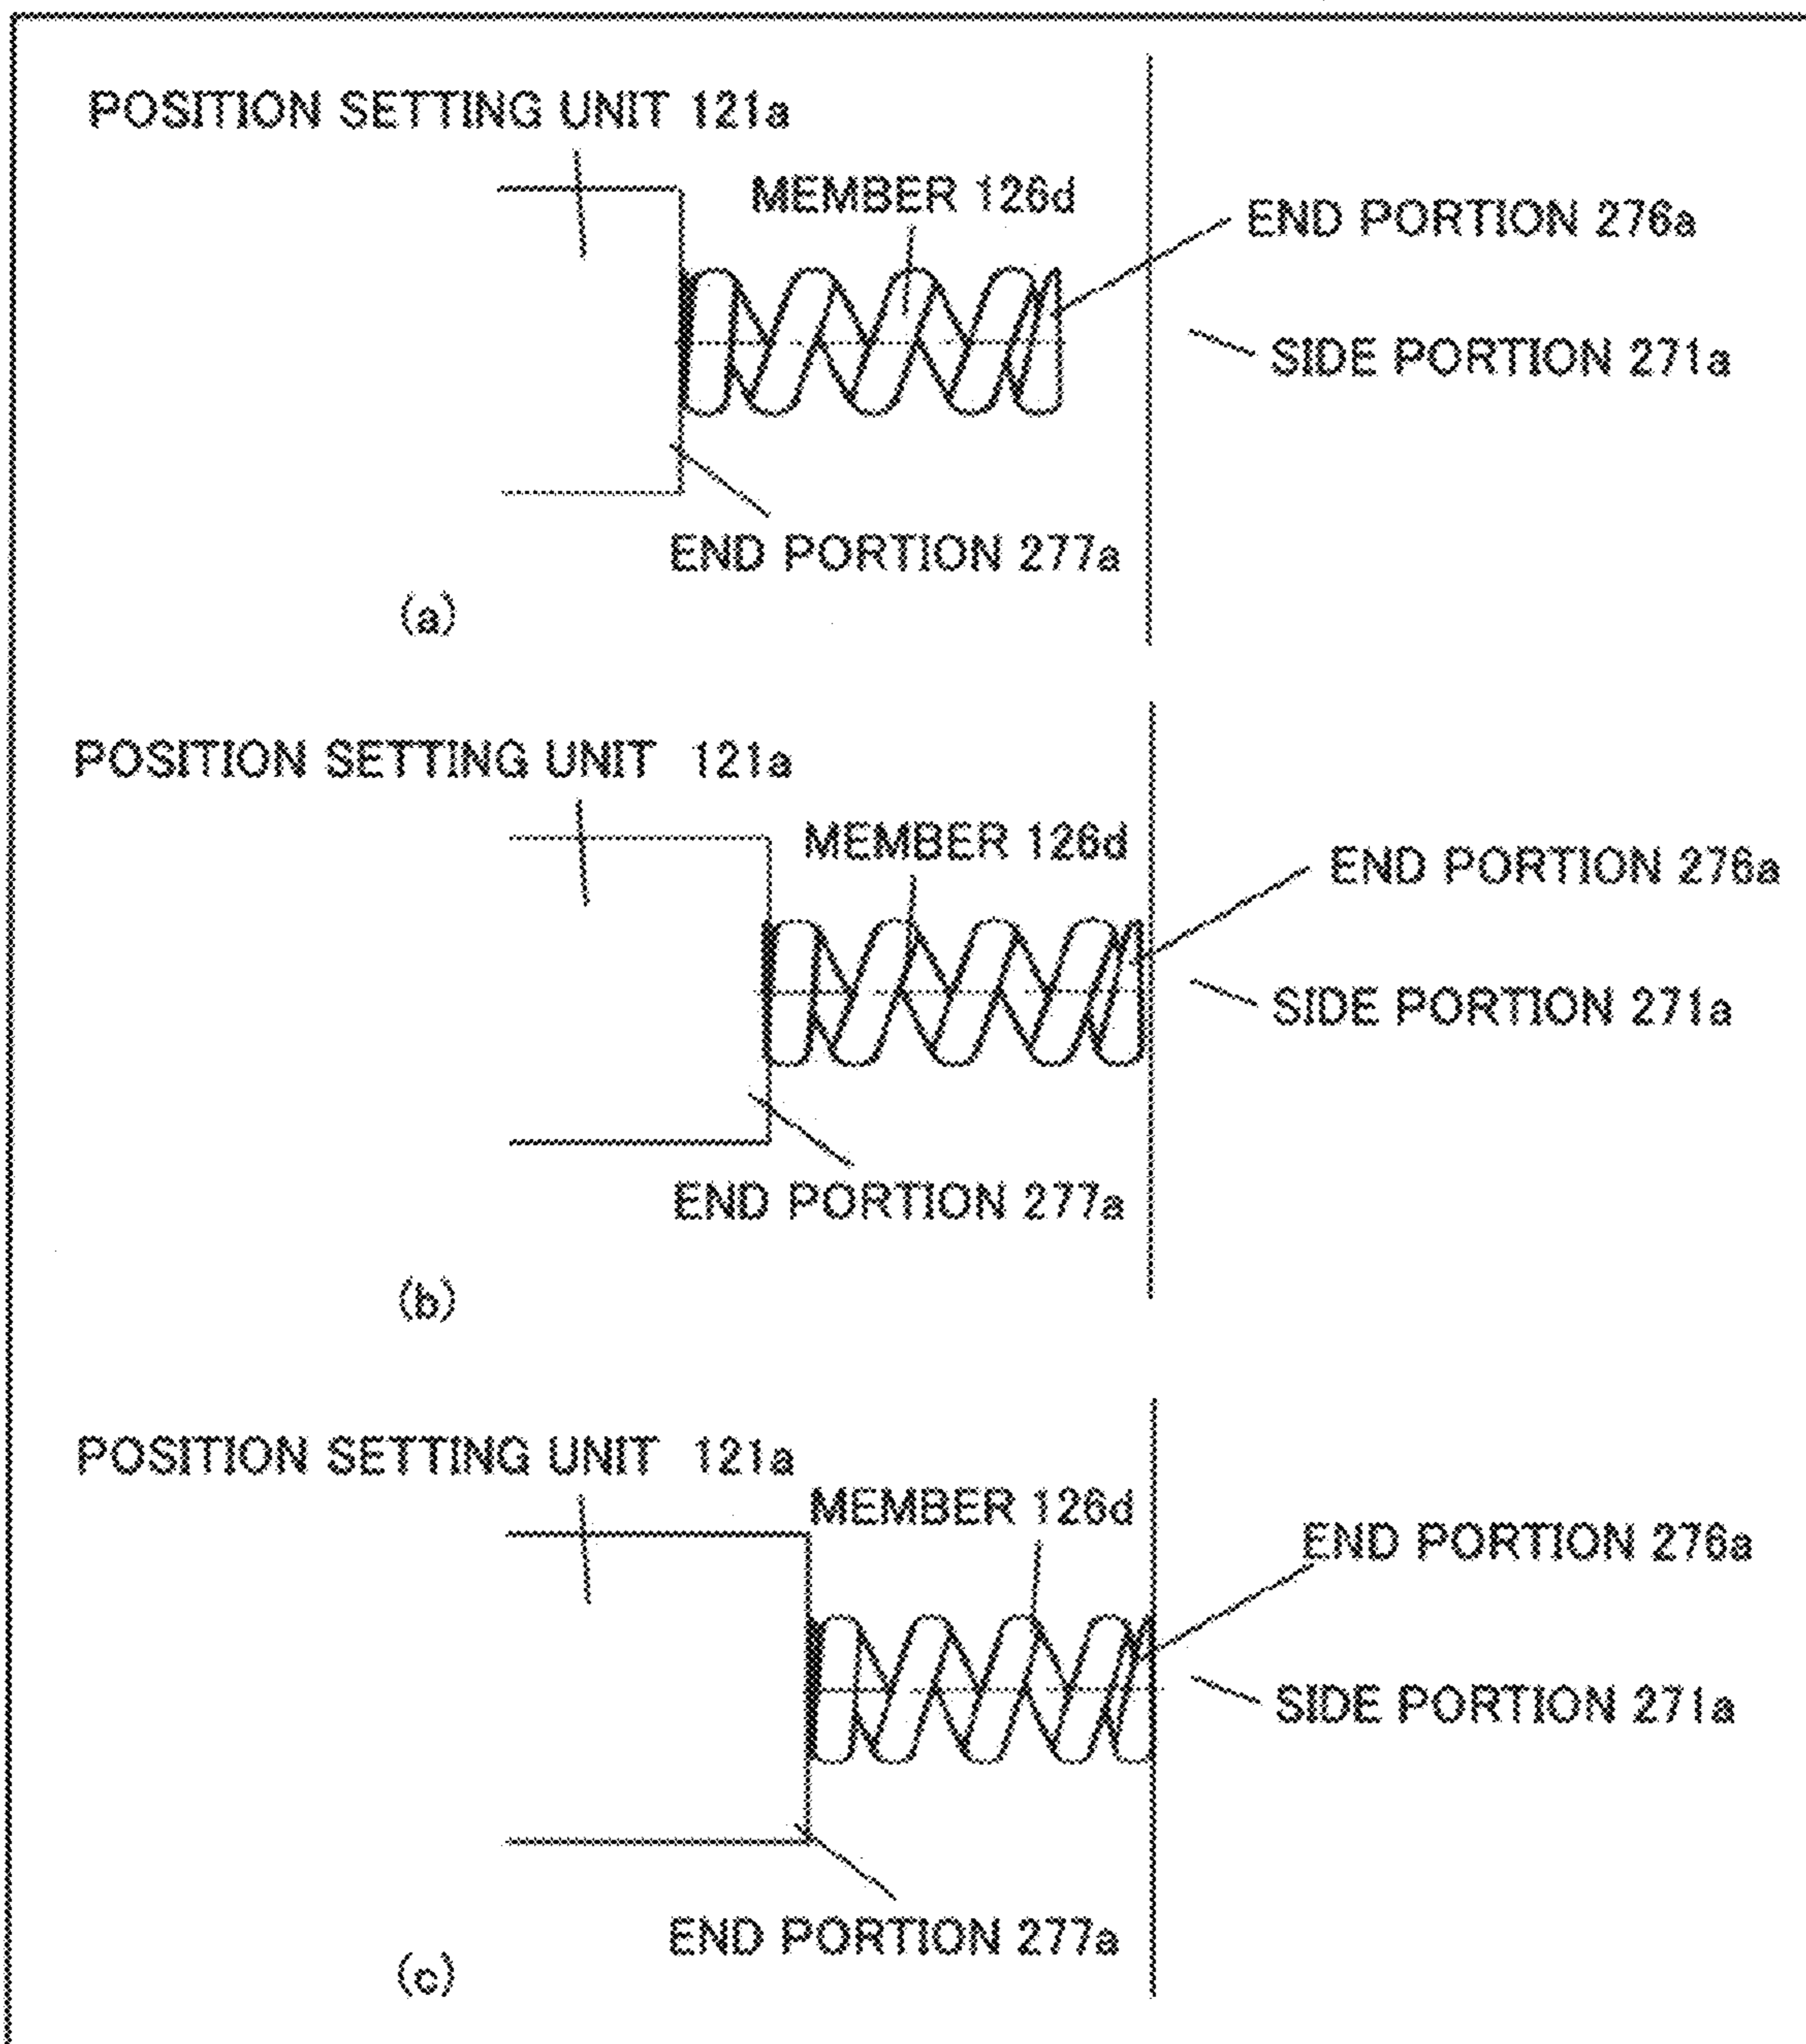 POSITION SETTING UNIT 121a
MEMBER 126d
END PORTION 276a
SIDE PORTION 271a
END PORTION 277a
(a)
POSITION SETTING UNIT 121a
MEMBER 126d
END PORTION 276a
SIDE PORTION 271a
END PORTION 277a
(b)
POSITION SETTING UNIT 121a
MEMBER 126d
END PORTION 276a
SIDE PORTION 271a
END PORTION 277a
(c)